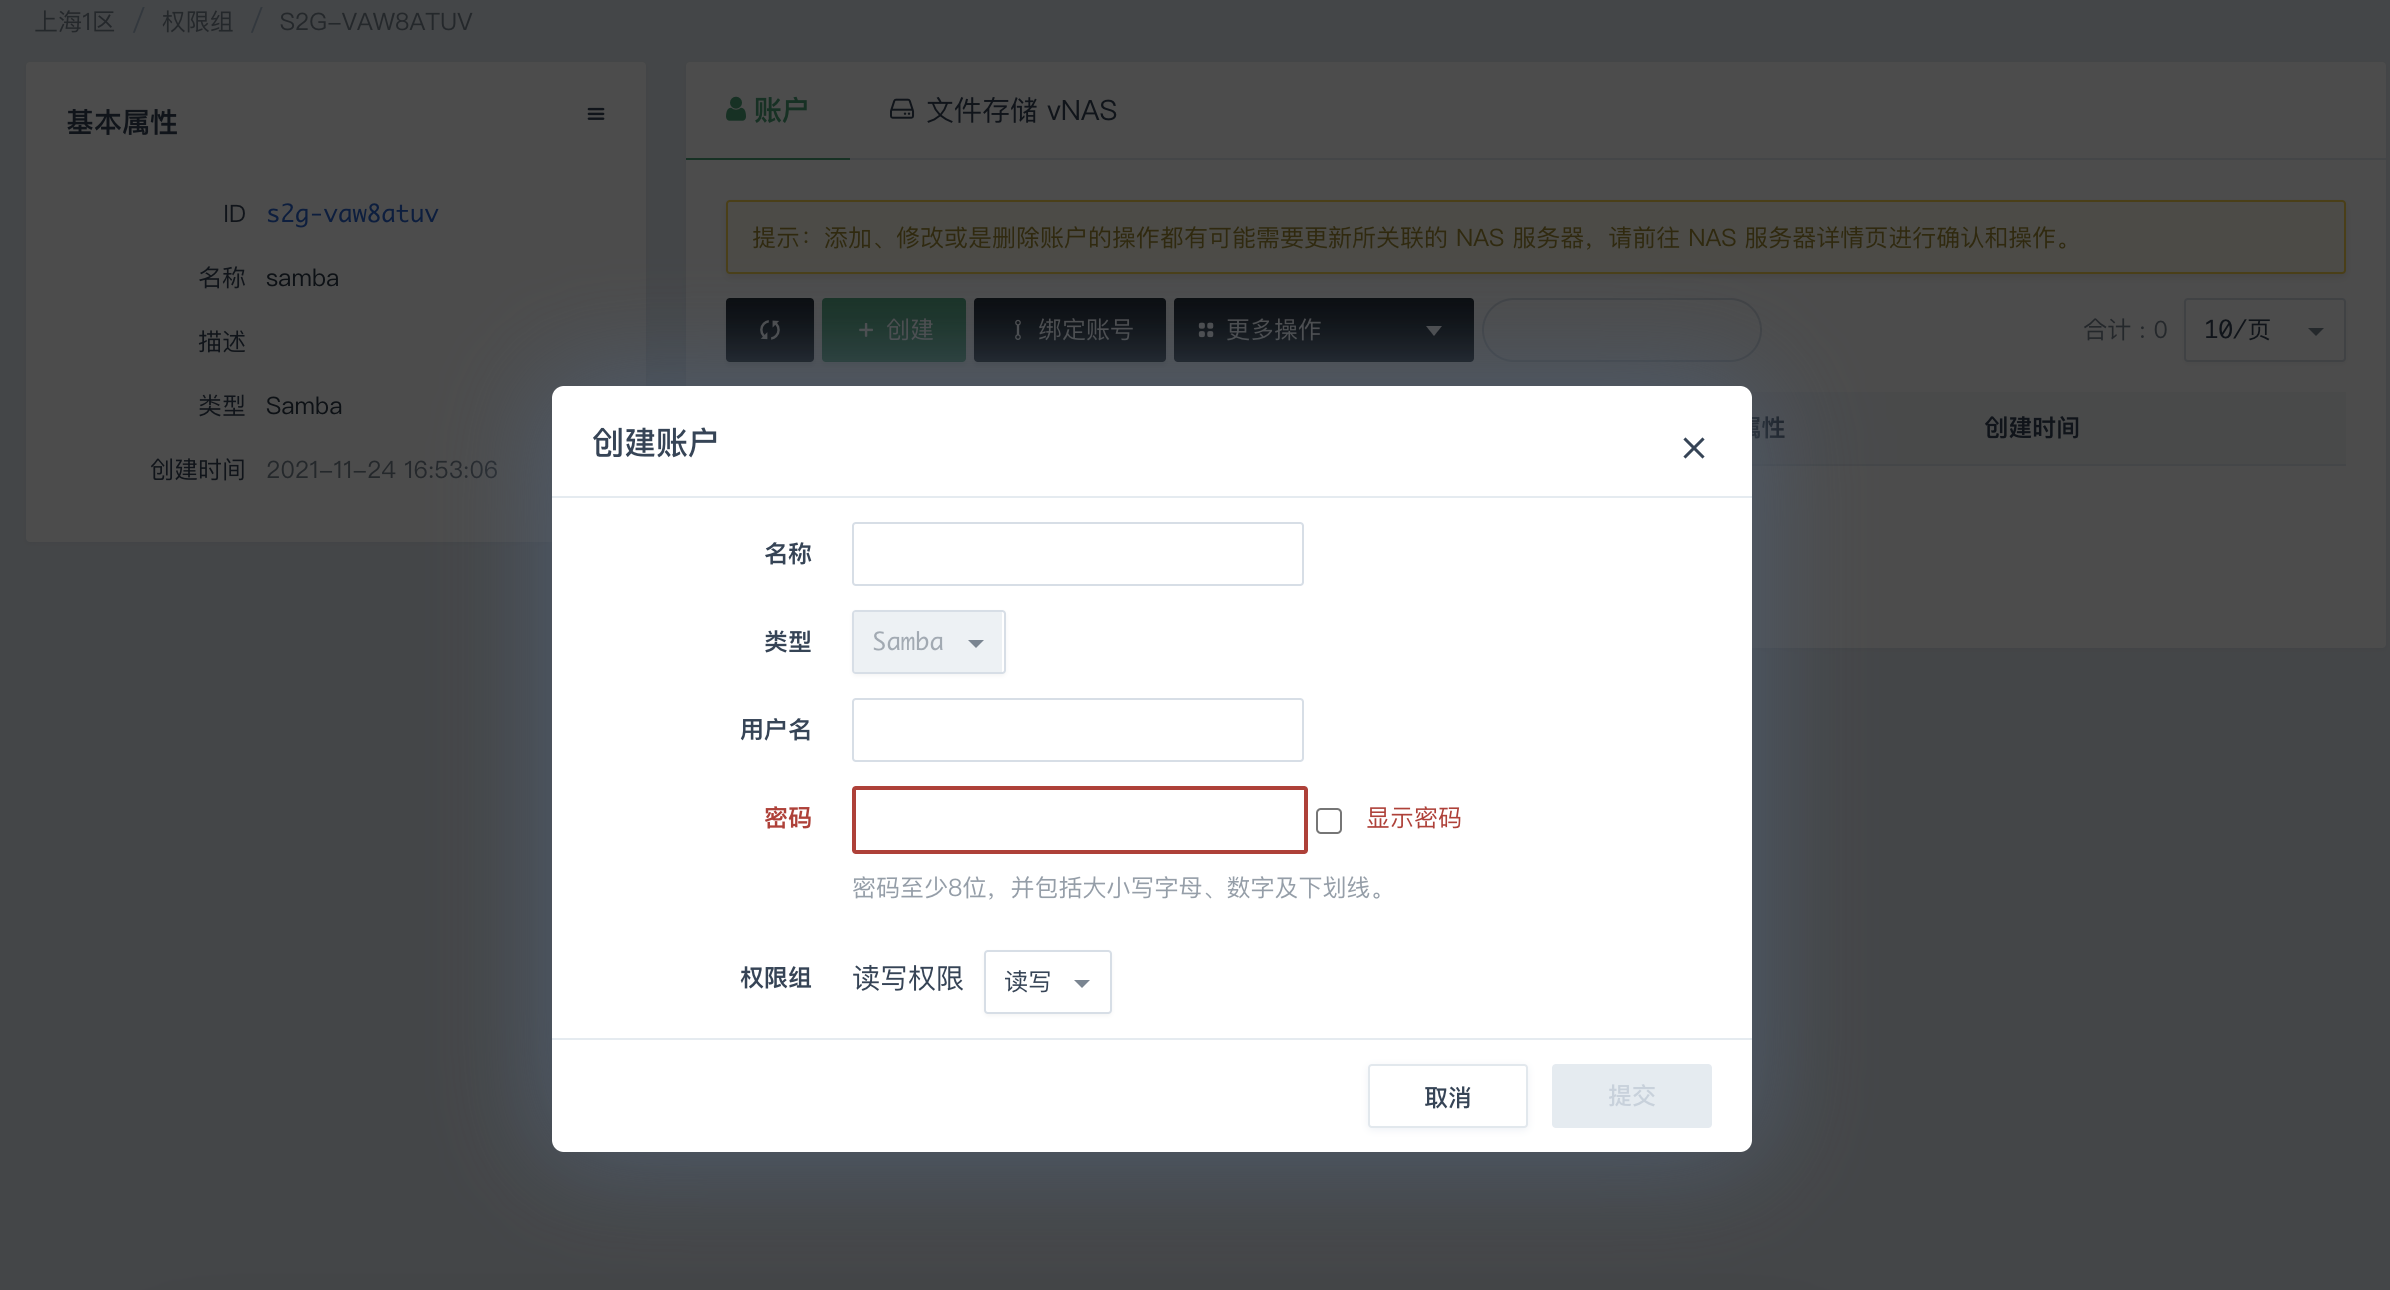 上海1区 / 权限组 / S2G-VAW8ATUV
基本属性
ID s2g-vaw8atuv
名称 samba
描述
类型 Samba
创建时间 2021-11-24 16:53:06
账户 文件存储 vNAS
提示：添加、修改或是删除账户的操作都有可能需要更新所关联的 NAS 服务器，请前往 NAS 服务器详情页进行确认和操作。
+ 创建 绑定账号 更多操作 合计：0 10/页
属性 创建时间
创建账户
名称
类型 Samba
用户名
密码 显示密码
密码至少8位，并包括大小写字母、数字及下划线。
权限组 读写权限 读写
取消 提交